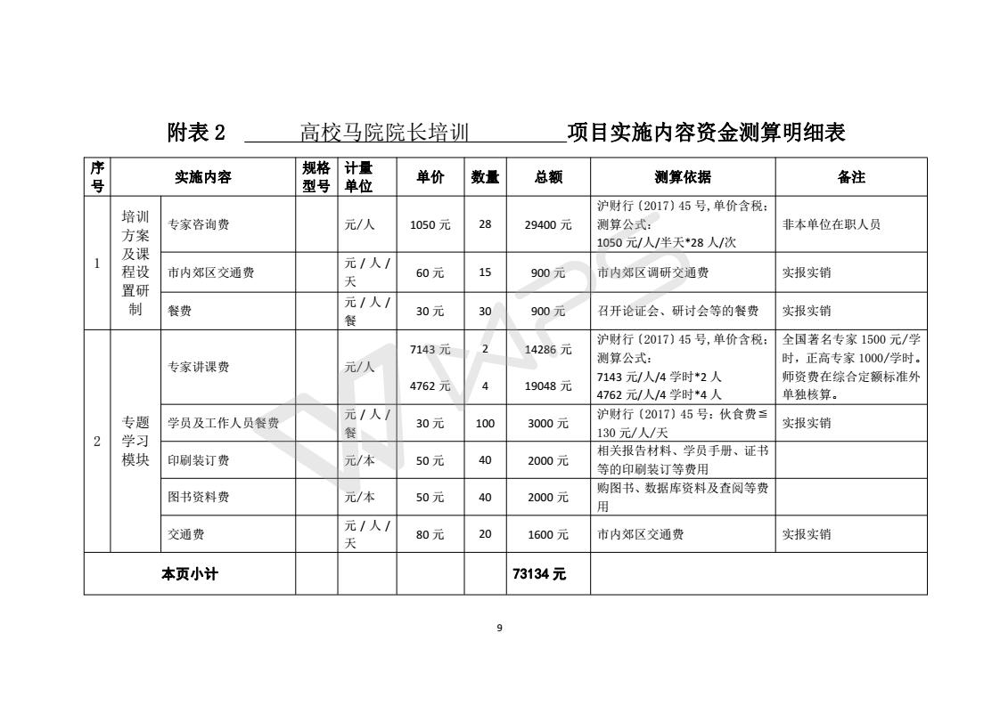 附表 2 高校马院院长培训 项目实施内容资金测算明细表
序号 实施内容 规格型号 计量单位 单价 数量 总额 测算依据 备注
1 培训方案及课程设置研制
专家咨询费 元/人 1050 元 28 29400 元 沪财行〔2017〕45 号,单价含税;
测算公式:
1050 元/人/半天*28 人/次
非本单位在职人员
市内郊区交通费 元/人/天 60 元 15 900 元 市内郊区调研交通费 实报实销
餐费 元/人/餐 30 元 30 900 元 召开论证会、研讨会等的餐费 实报实销
2 专题学习模块
专家讲课费 元/人
7143 元 2 14286 元
4762 元 4 19048 元
沪财行〔2017〕45 号,单价含税;
测算公式:
7143 元/人/4 学时*2 人
4762 元/人/4 学时*4 人
全国著名专家 1500 元/学
时,正高专家 1000/学时。
师资费在综合定额标准外
单独核算。
学员及工作人员餐费 元/人/餐 30 元 100 3000 元 沪财行〔2017〕45 号:伙食费≦
130 元/人/天
实报实销
印刷装订费 元/本 50 元 40 2000 元 相关报告材料、学员手册、证书
等的印刷装订等费用
图书资料费 元/本 50 元 40 2000 元 购图书、数据库资料及查阅等费
用
交通费 元/人/天 80 元 20 1600 元 市内郊区交通费 实报实销
本页小计 73134 元
9
WPS